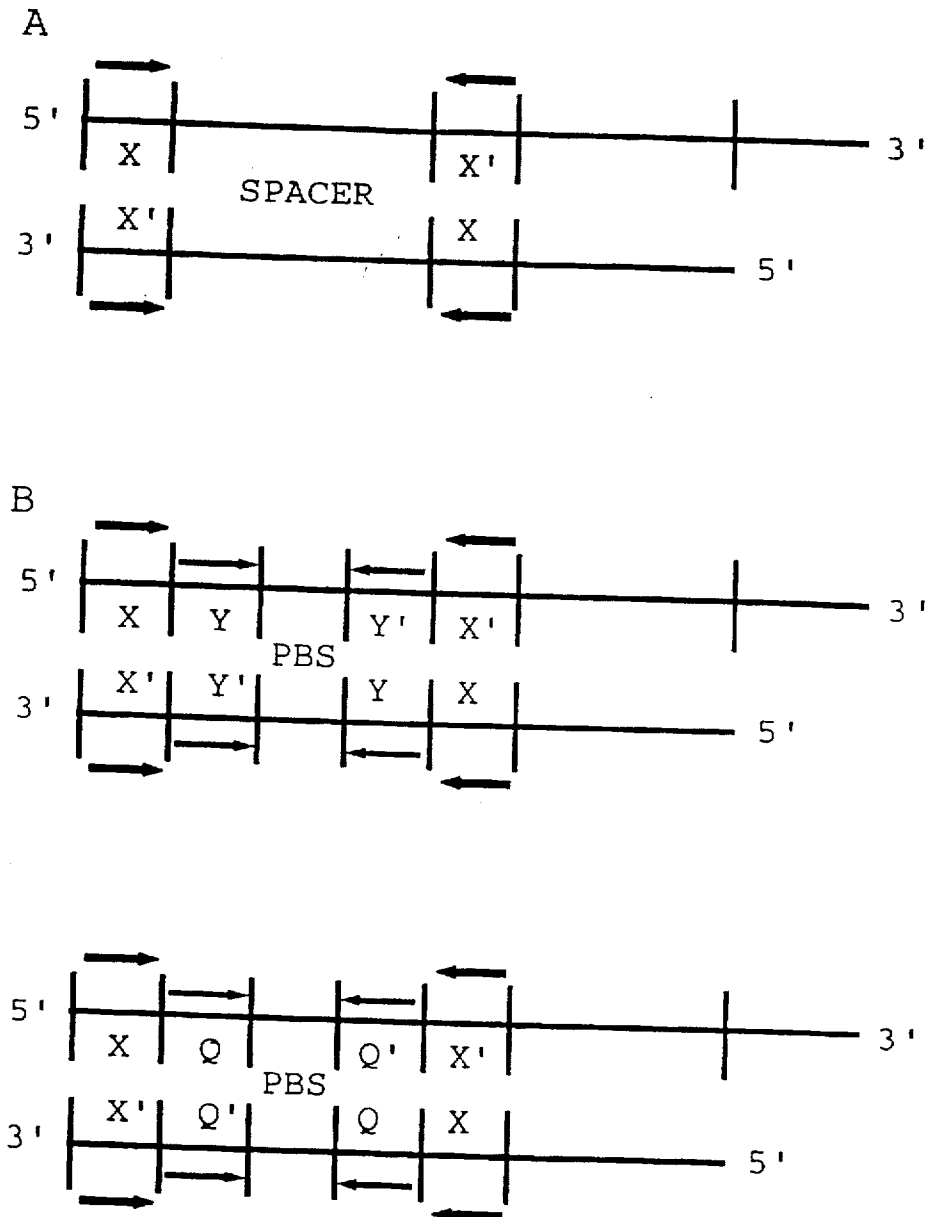 A
5' 3'
X X'
SPACER
X' X
3' 5'
B
5' 3'
X Y Y' X'
PBS
X' Y' Y X
3' 5'
5' 3'
X Q Q' X'
PBS
X' Q' Q X
3' 5'